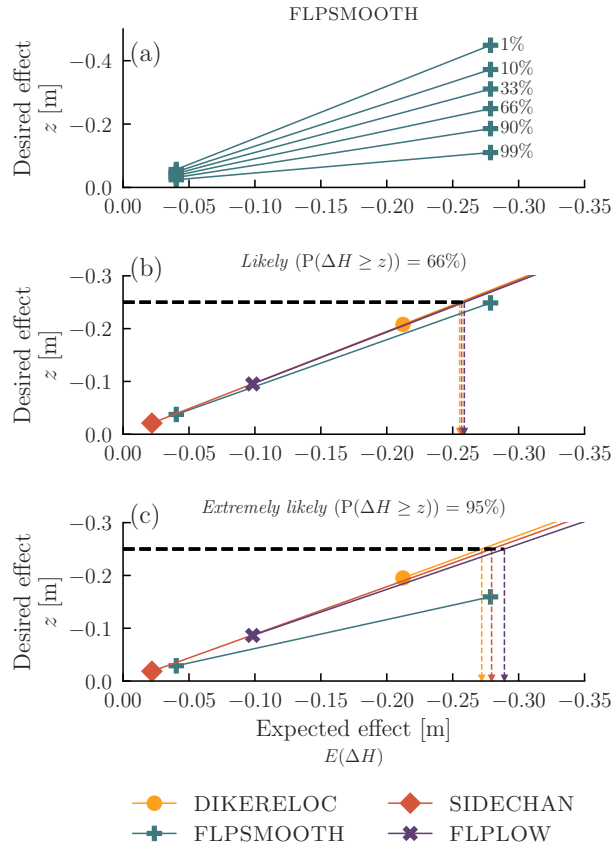 FLPSMOOTH
(a)
Desired effect
z [m]
−0.4
−0.2
0.0
1%
10%
33%
66%
90%
99%
0.00 −0.05 −0.10 −0.15 −0.20 −0.25 −0.30 −0.35
(b)
Likely (P(ΔH ≥ z)) = 66%)
Desired effect
z [m]
−0.3
−0.2
−0.1
0.0
0.00 −0.05 −0.10 −0.15 −0.20 −0.25 −0.30 −0.35
(c)
Extremely likely (P(ΔH ≥ z)) = 95%)
Desired effect
z [m]
−0.3
−0.2
−0.1
0.0
0.00 −0.05 −0.10 −0.15 −0.20 −0.25 −0.30 −0.35
Expected effect [m]
E(ΔH)
DIKERELOC
SIDECHAN
FLPSMOOTH
FLPLOW